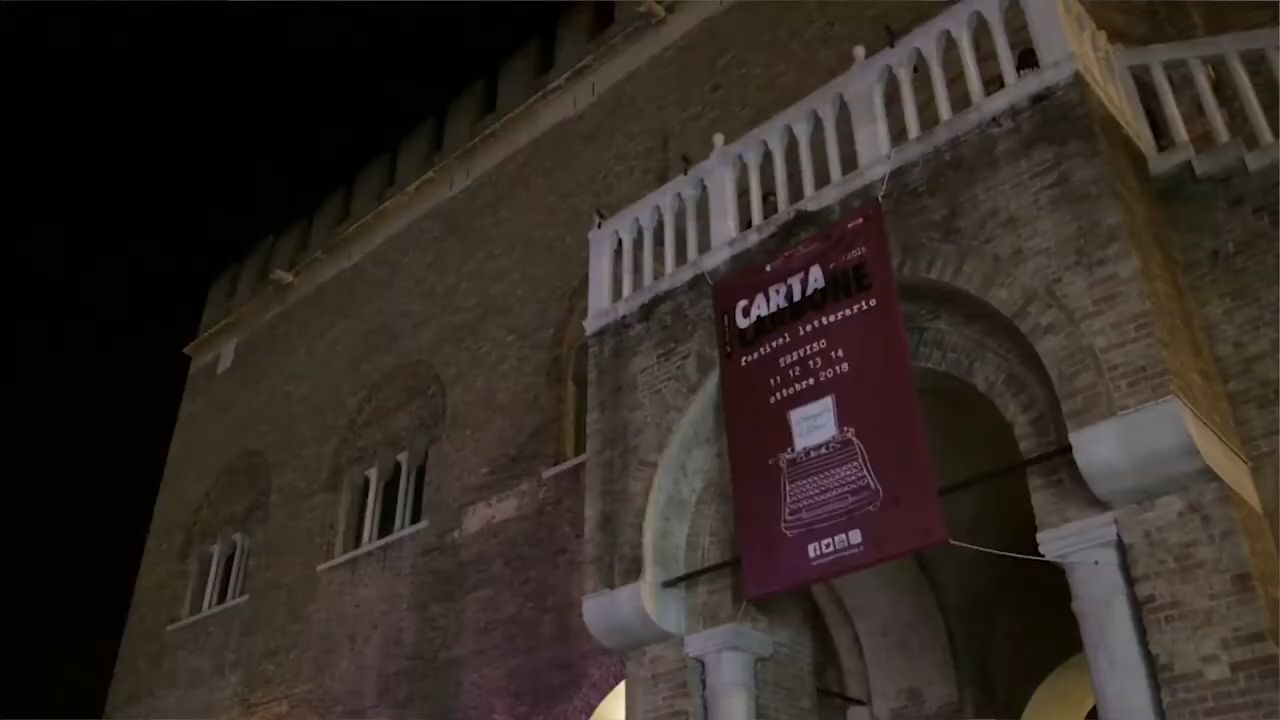 CARTA
CARBONE
festival letterario
TREVISO
11 12 13 14
ottobre 2018